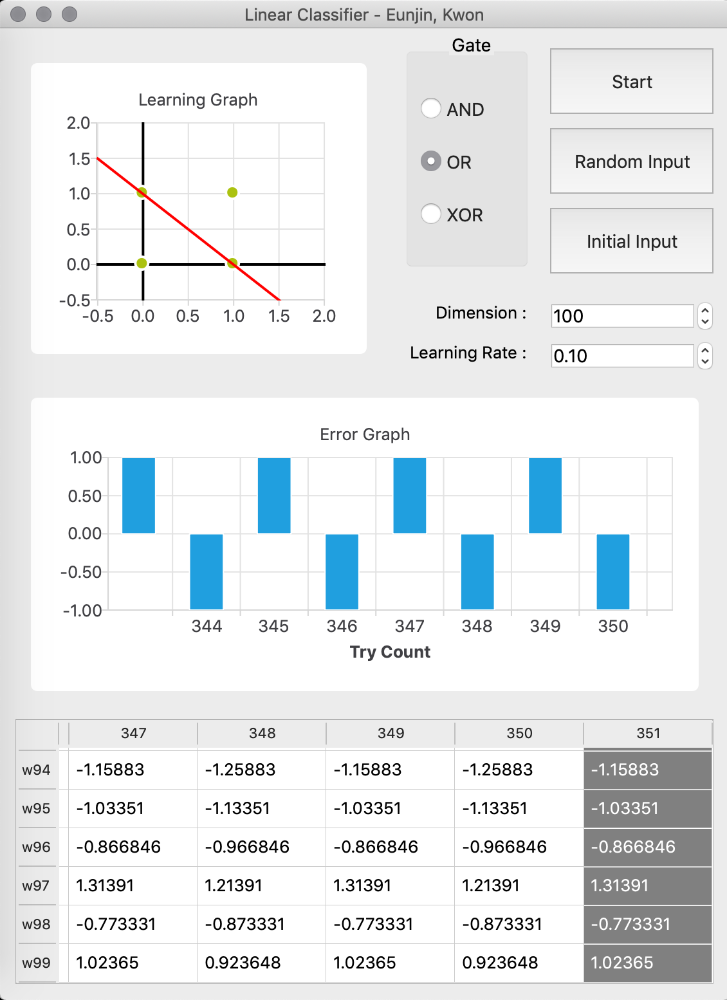 Linear Classifier - Eunjin, Kwon
Gate
AND
OR
XOR
Start
Random Input
Initial Input
Learning Graph
2.0
1.5
1.0
0.5
0.0
-0.5
-0.5 0.0 0.5 1.0 1.5 2.0
Dimension : 100
Learning Rate : 0.10
Error Graph
1.00
0.50
0.00
-0.50
-1.00
344 345 346 347 348 349 350
Try Count
347 348 349 350 351
w94 -1.15883 -1.25883 -1.15883 -1.25883 -1.15883
w95 -1.03351 -1.13351 -1.03351 -1.13351 -1.03351
w96 -0.866846 -0.966846 -0.866846 -0.966846 -0.866846
w97 1.31391 1.21391 1.31391 1.21391 1.31391
w98 -0.773331 -0.873331 -0.773331 -0.873331 -0.773331
w99 1.02365 0.923648 1.02365 0.923648 1.02365